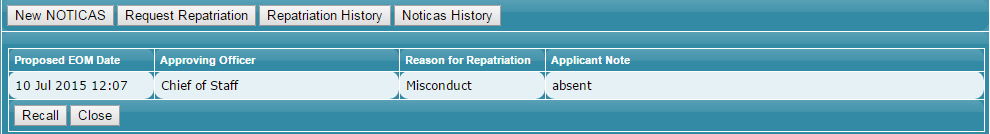 New NOTICAS Request Repatriation Repatriation History Noticas History
Proposed EOM Date Approving Officer Reason for Repatriation Applicant Note
10 Jul 2015 12:07 Chief of Staff Misconduct absent
Recall Close